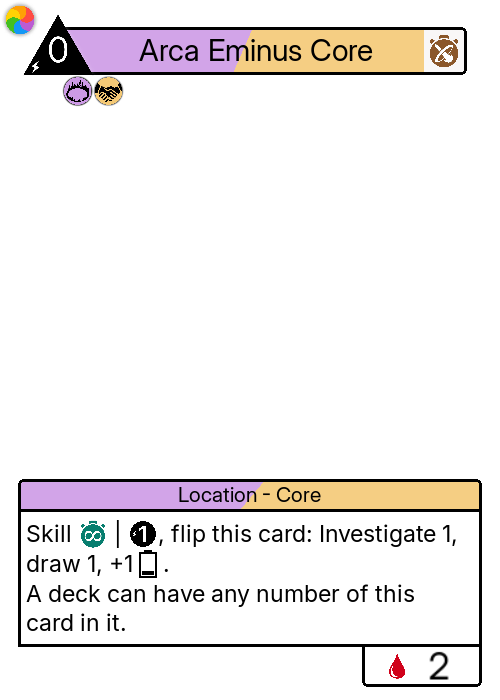 0 Arca Eminus Core
Location - Core
Skill ∞ | 1, flip this card: Investigate 1,
draw 1, +1 .
A deck can have any number of this
card in it.
2